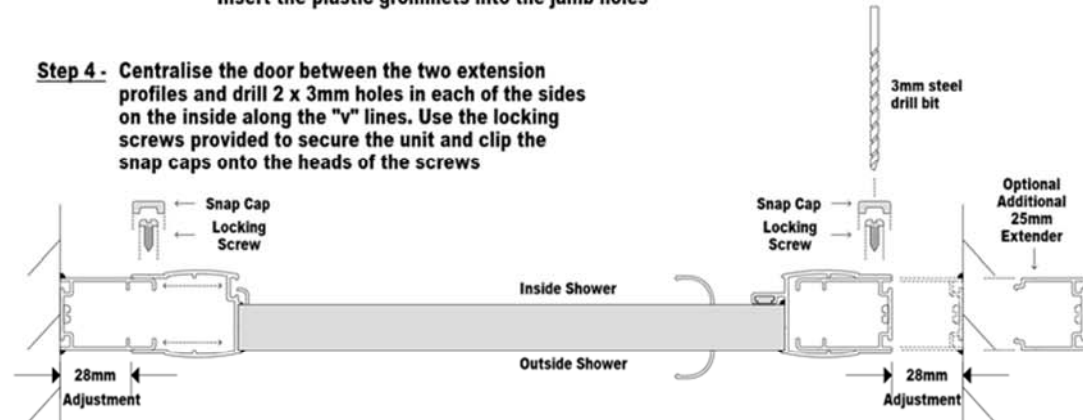 Insert the plastic grommets into the jamb holes
Step 4 - Centralise the door between the two extension
profiles and drill 2 x 3mm holes in each of the sides
on the inside along the "v" lines. Use the locking
screws provided to secure the unit and clip the
snap caps onto the heads of the screws
3mm steel
drill bit
Snap Cap
Locking
Screw
Snap Cap
Locking
Screw
Optional
Additional
25mm
Extender
Inside Shower
Outside Shower
28mm
Adjustment
28mm
Adjustment